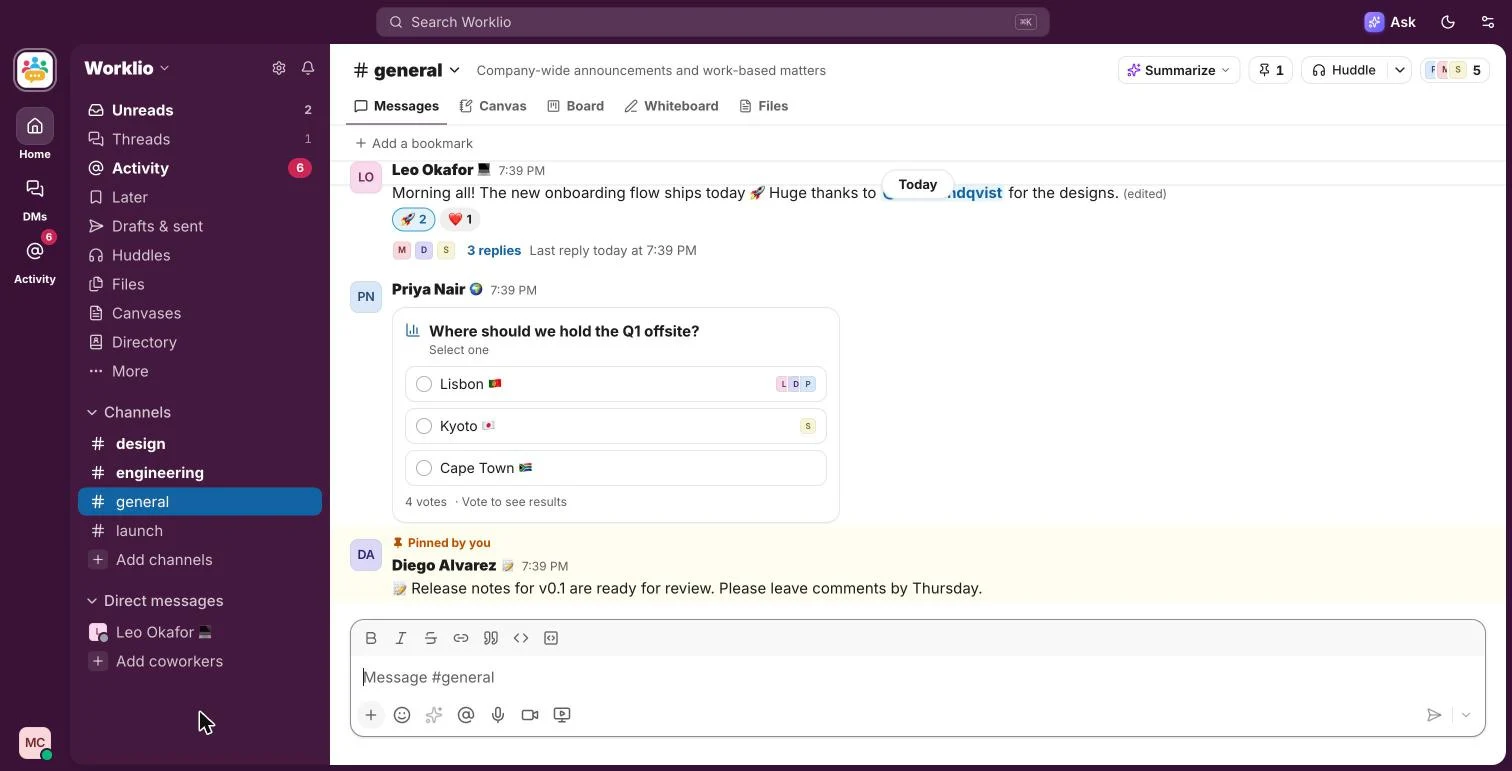 Search Worklio
⌘K
Ask
Worklio
Home
DMs
6
Activity
MC
Unreads 2
Threads 1
Activity 6
Later
Drafts & sent
Huddles
Files
Canvases
Directory
More
Channels
# design
# engineering
# general
# launch
+ Add channels
Direct messages
L
Leo Okafor
+ Add coworkers
# general
Company-wide announcements and work-based matters
Summarize
1
Huddle
M S 5
Messages
Canvas
Board
Whiteboard
Files
+ Add a bookmark
Today
LO
Leo Okafor 💻 7:39 PM
Morning all! The new onboarding flow ships today 🚀 Huge thanks to ndqvist for the designs. (edited)
🚀 2 ❤️ 1
M D S 3 replies Last reply today at 7:39 PM
PN
Priya Nair 🌍 7:39 PM
Where should we hold the Q1 offsite?
Select one
Lisbon 🇵🇹 L D P
Kyoto 🇯🇵 S
Cape Town 🇿🇦
4 votes · Vote to see results
Pinned by you
DA
Diego Alvarez 📝 7:39 PM
📝 Release notes for v0.1 are ready for review. Please leave comments by Thursday.
B I S
Message #general